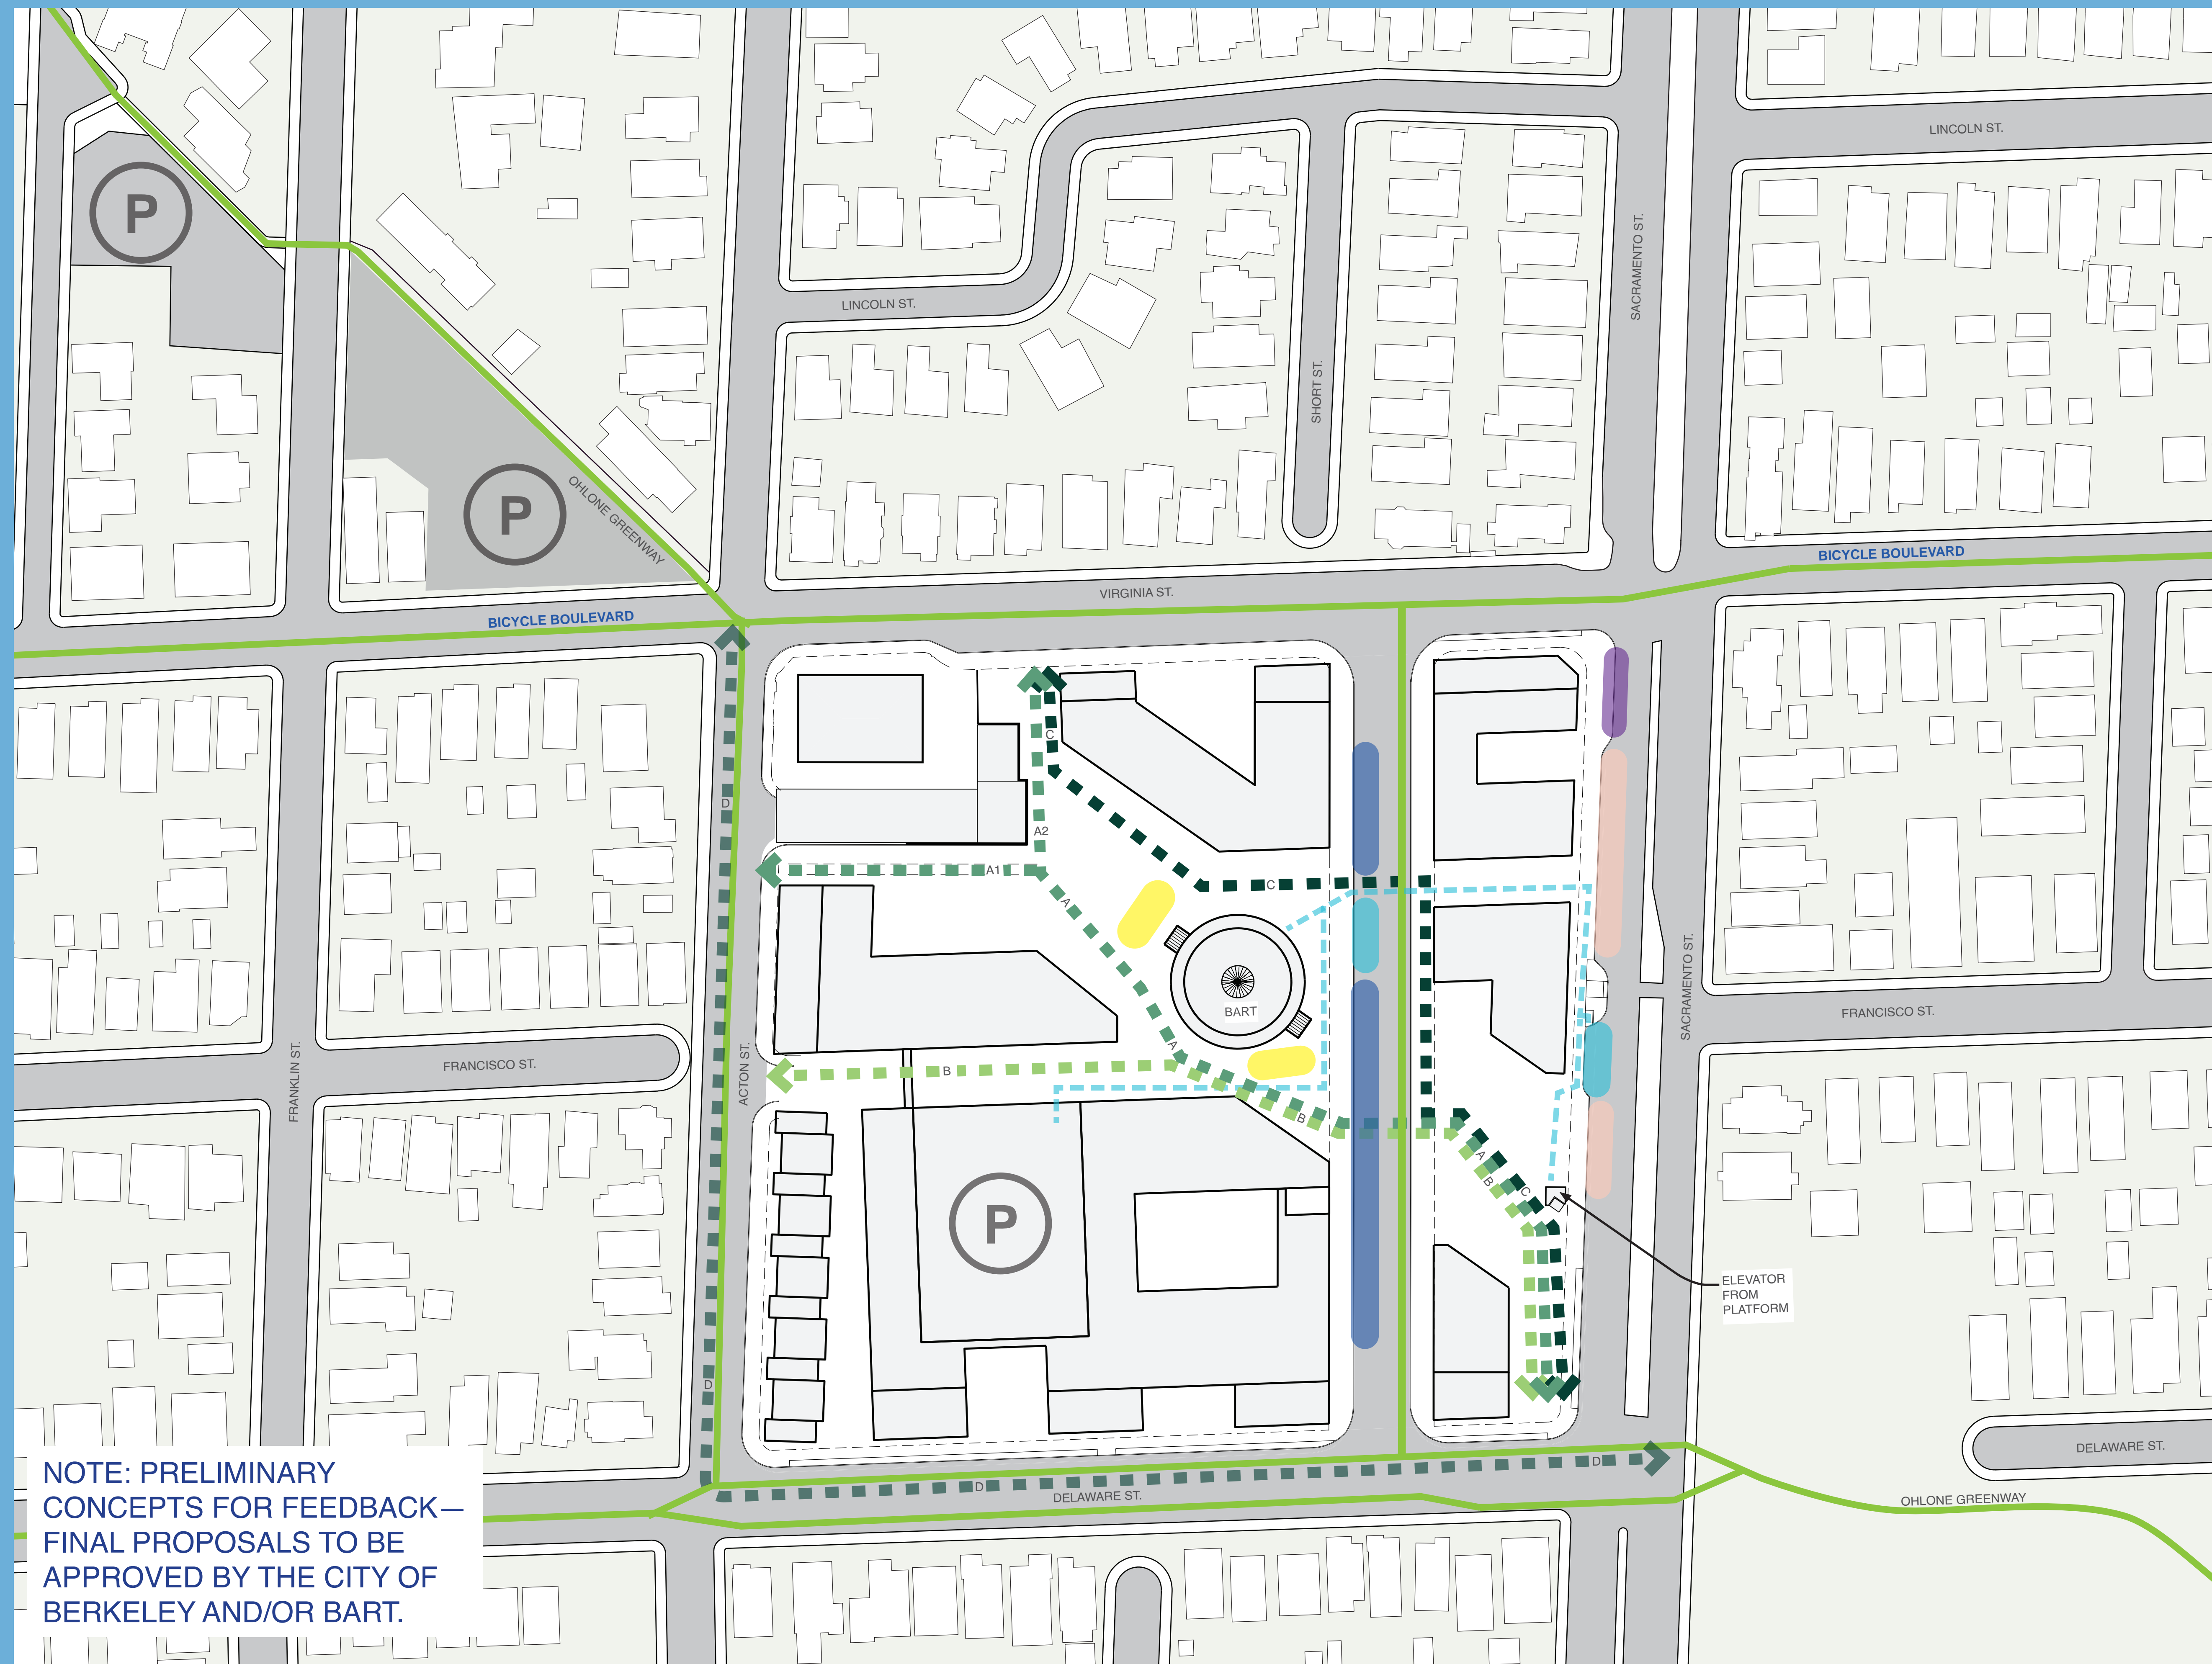 LINCOLN ST.
P
SACRAMENTO ST.
LINCOLN ST.
SHORT ST.
P
OHLONE GREENWAY
BICYCLE BOULEVARD
VIRGINIA ST.
BICYCLE BOULEVARD
C
D
A2
A1
C
A
BART
SACRAMENTO ST.
FRANCISCO ST.
A
FRANCISCO ST.
B
ACTON ST.
FRANKLIN ST.
B
A
B
C
P
ELEVATOR
FROM
PLATFORM
D
DELAWARE ST.
D
D
DELAWARE ST.
OHLONE GREENWAY
NOTE: PRELIMINARY
CONCEPTS FOR FEEDBACK—
FINAL PROPOSALS TO BE
APPROVED BY THE CITY OF
BERKELEY AND/OR BART.